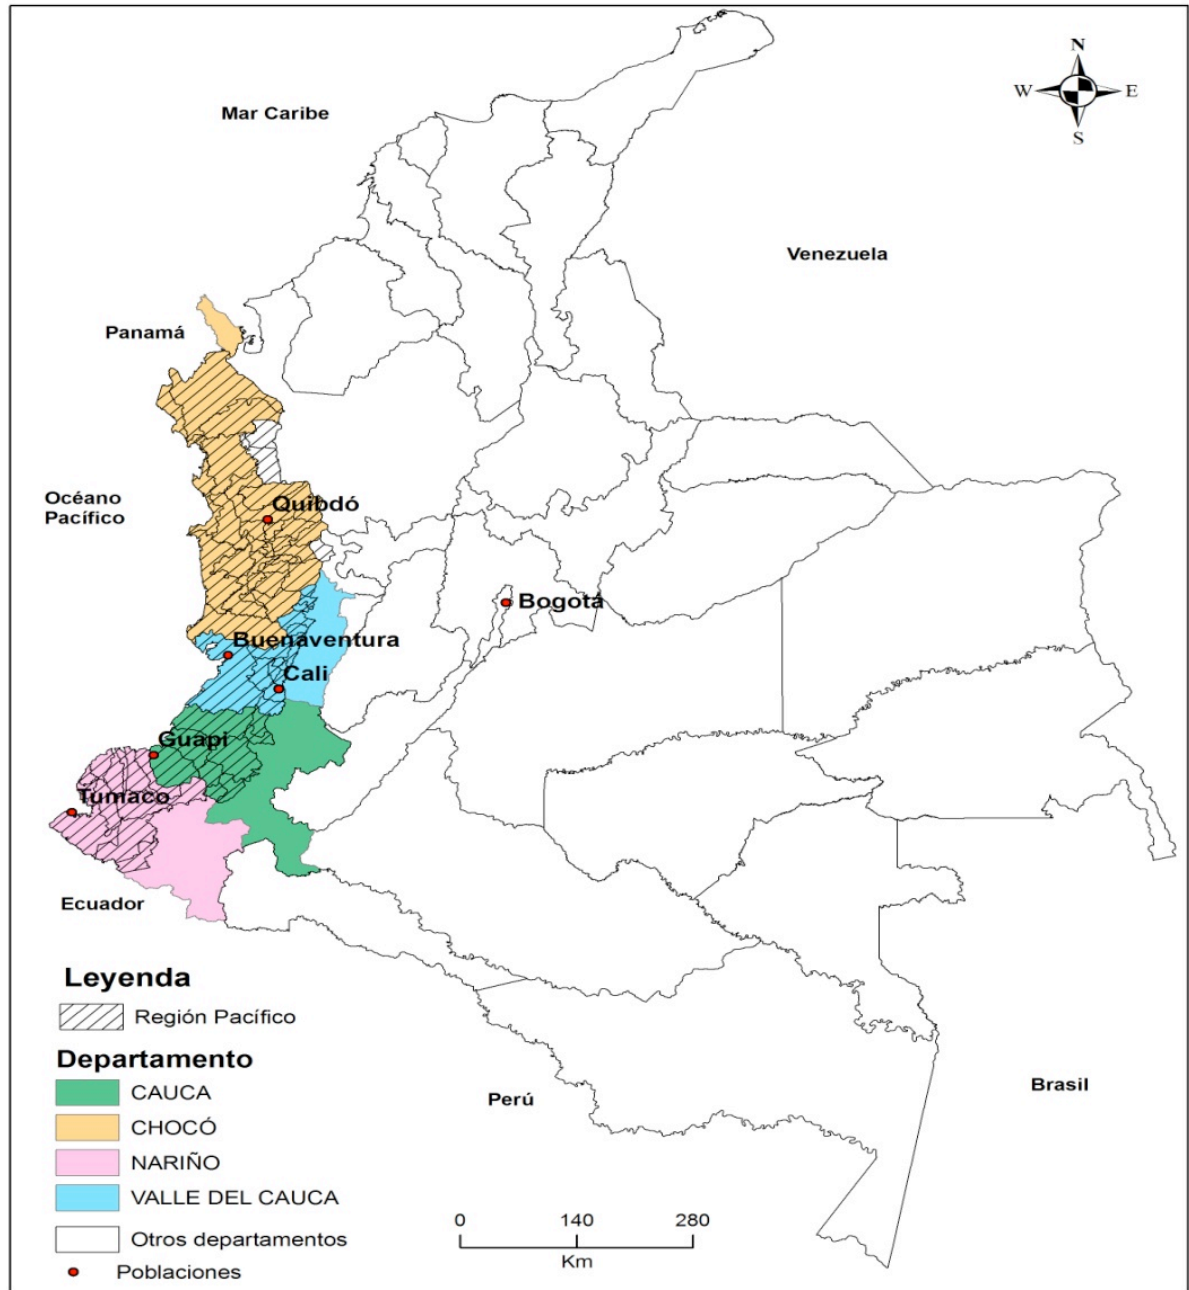 N
W E
S
Mar Caribe
Venezuela
Panamá
Océano
Pacífico
Quibdó
Bogotá
Buenaventura
Cali
Guapi
Tumaco
Ecuador
Leyenda
Región Pacífico
Departamento
CAUCA
CHOCÓ
NARIÑO
VALLE DEL CAUCA
Otros departamentos
Poblaciones
Perú
Brasil
0 140 280
Km